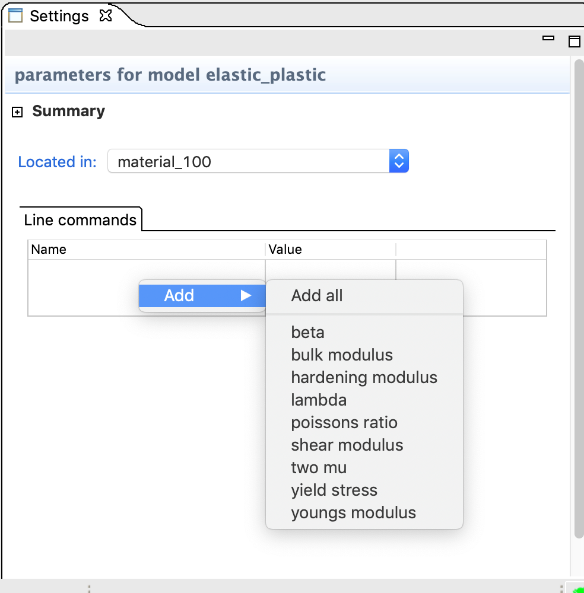 Settings
parameters for model elastic_plastic
Summary
Located in: material_100
Line commands
Name Value
Add Add all
beta
bulk modulus
hardening modulus
lambda
poissons ratio
shear modulus
two mu
yield stress
youngs modulus